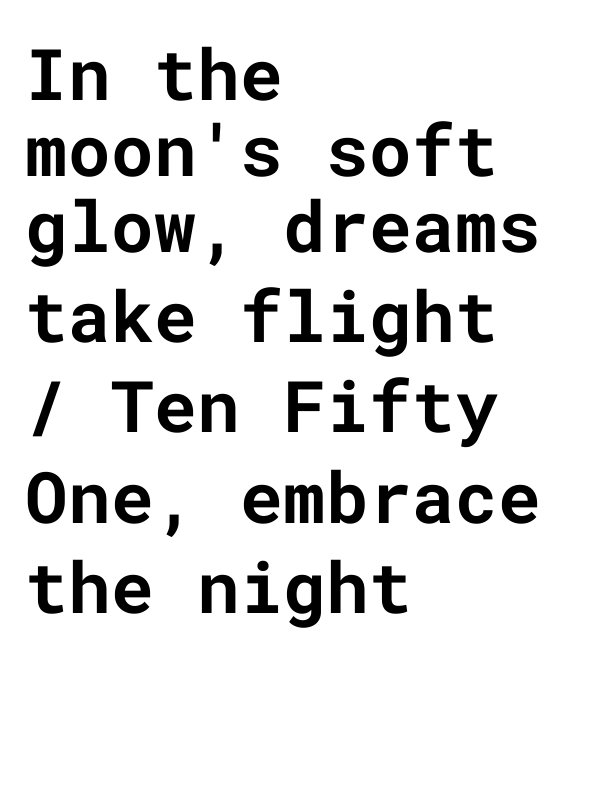 In the
moon's soft
glow, dreams
take flight
/ Ten Fifty
One, embrace
the night